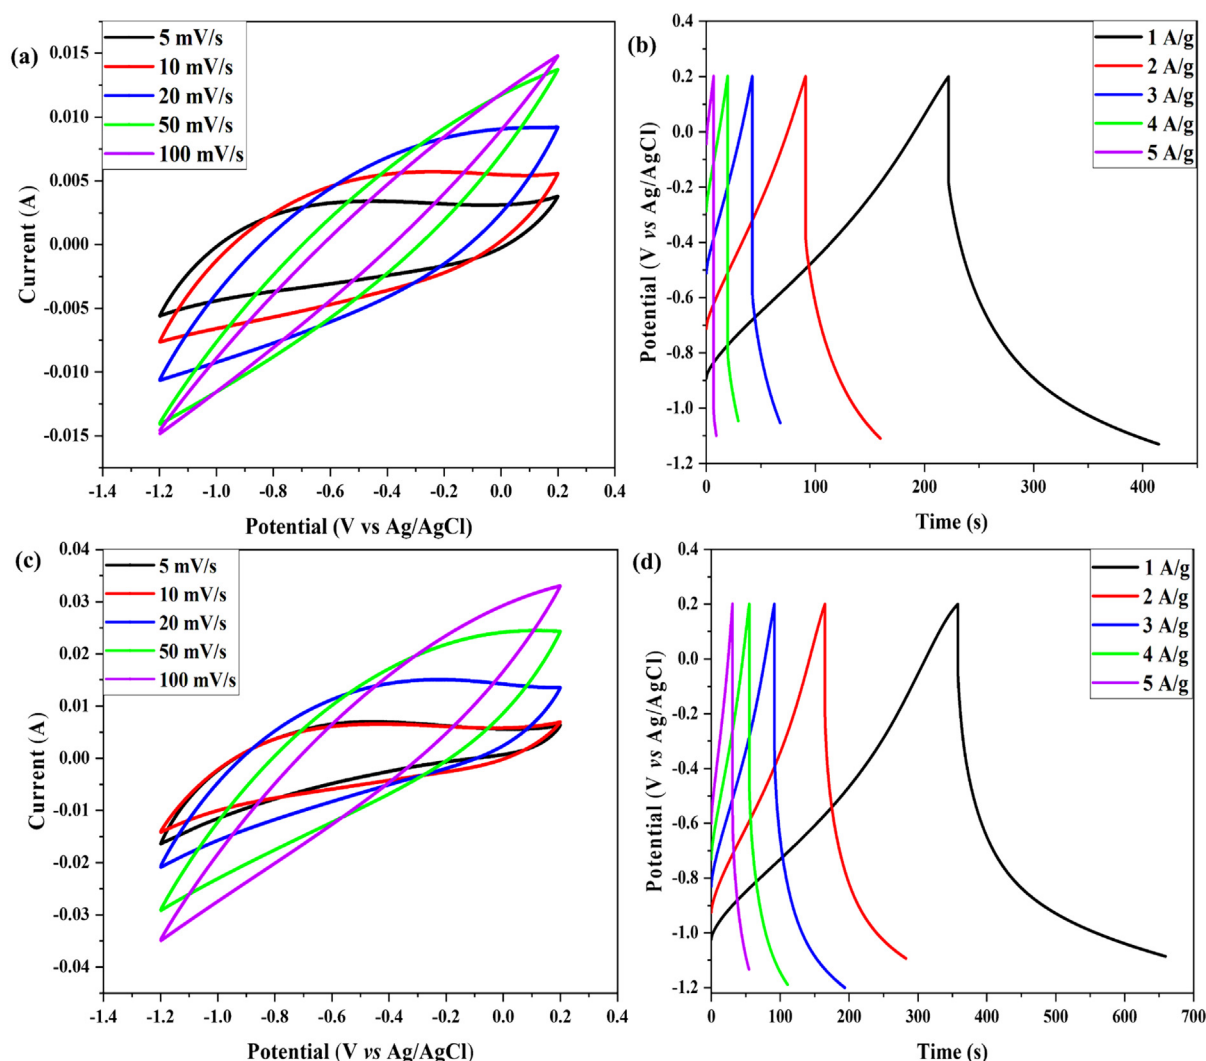 (a)
5 mV/s
10 mV/s
20 mV/s
50 mV/s
100 mV/s
0.015
0.010
0.005
0.000
-0.005
-0.010
-0.015
Current (A)
-1.4 -1.2 -1.0 -0.8 -0.6 -0.4 -0.2 0.0 0.2 0.4
Potential (V vs Ag/AgCl)
(b)
1 A/g
2 A/g
3 A/g
4 A/g
5 A/g
0.4
0.2
0.0
-0.2
-0.4
-0.6
-0.8
-1.0
-1.2
Potential (V vs Ag/AgCl)
0 100 200 300 400
Time (s)
(c)
5 mV/s
10 mV/s
20 mV/s
50 mV/s
100 mV/s
0.04
0.03
0.02
0.01
0.00
-0.01
-0.02
-0.03
-0.04
Current (A)
-1.4 -1.2 -1.0 -0.8 -0.6 -0.4 -0.2 0.0 0.2 0.4
Potential (V vs Ag/AgCl)
(d)
1 A/g
2 A/g
3 A/g
4 A/g
5 A/g
0.4
0.2
0.0
-0.2
-0.4
-0.6
-0.8
-1.0
-1.2
Potential (V vs Ag/AgCl)
0 100 200 300 400 500 600 700
Time (s)